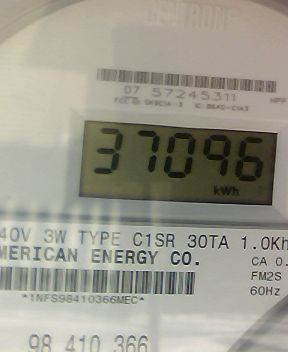 07 57245311
37096
kWh
40V 3W TYPE C1SR 30TA 1.0Kh
MERICAN ENERGY CO.
CA 0.
FM2S
*1NFS98410366MEC*
60Hz
98 410 366